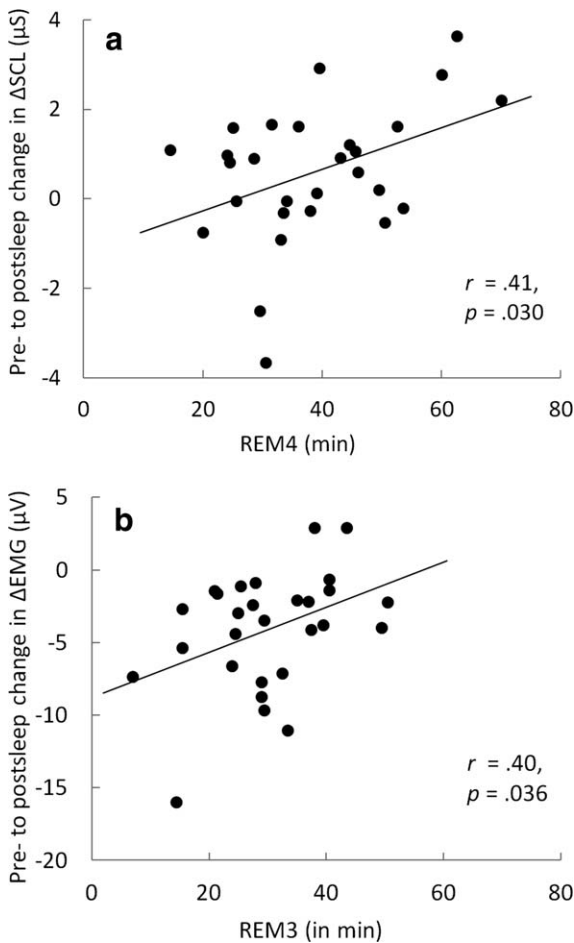 Pre- to postsleep change in ΔSCL (µS)
a
4
2
0
-2
-4
r = .41,
p = .030
0 20 40 60 80
REM4 (min)
Pre- to postsleep change in ΔEMG (µV)
b
5
0
-5
-10
-15
-20
r = .40,
p = .036
0 20 40 60 80
REM3 (in min)